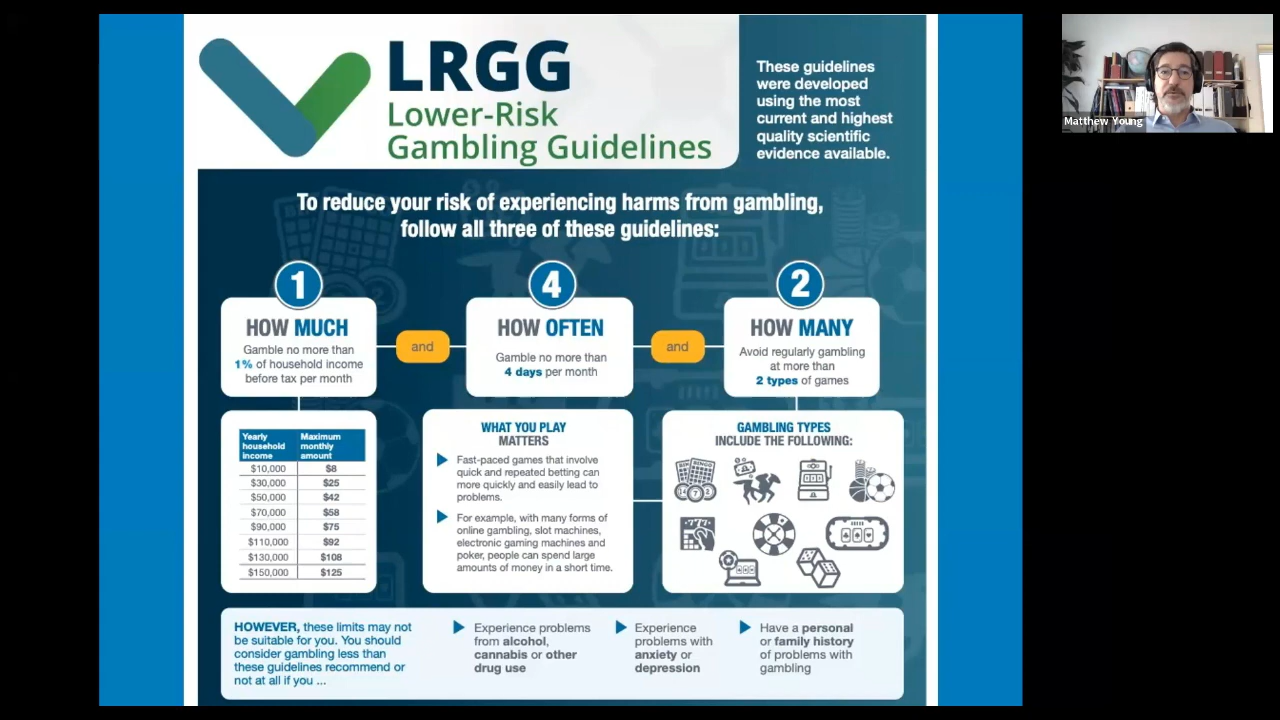 LRGG
Lower-Risk
Gambling Guidelines
These guidelines
were developed
using the most
current and highest
quality scientific
evidence available.
Matthew Young
To reduce your risk of experiencing harms from gambling,
follow all three of these guidelines:
1
HOW MUCH
Gamble no more than
1% of household income
before tax per month
and
4
HOW OFTEN
Gamble no more than
4 days per month
and
2
HOW MANY
Avoid regularly gambling
at more than
2 types of games
Yearly household income Maximum monthly amount
$10,000 $8
$30,000 $25
$50,000 $42
$70,000 $58
$90,000 $75
$110,000 $92
$130,000 $108
$150,000 $125
WHAT YOU PLAY
MATTERS
Fast-paced games that involve
quick and repeated betting can
more quickly and easily lead to
problems.
For example, with many forms of
online gambling, slot machines,
electronic gaming machines and
poker, people can spend large
amounts of money in a short time.
GAMBLING TYPES
INCLUDE THE FOLLOWING:
HOWEVER, these limits may not
be suitable for you. You should
consider gambling less than
these guidelines recommend or
not at all if you ...
Experience problems
from alcohol,
cannabis or other
drug use
Experience
problems with
anxiety or
depression
Have a personal
or family history
of problems with
gambling